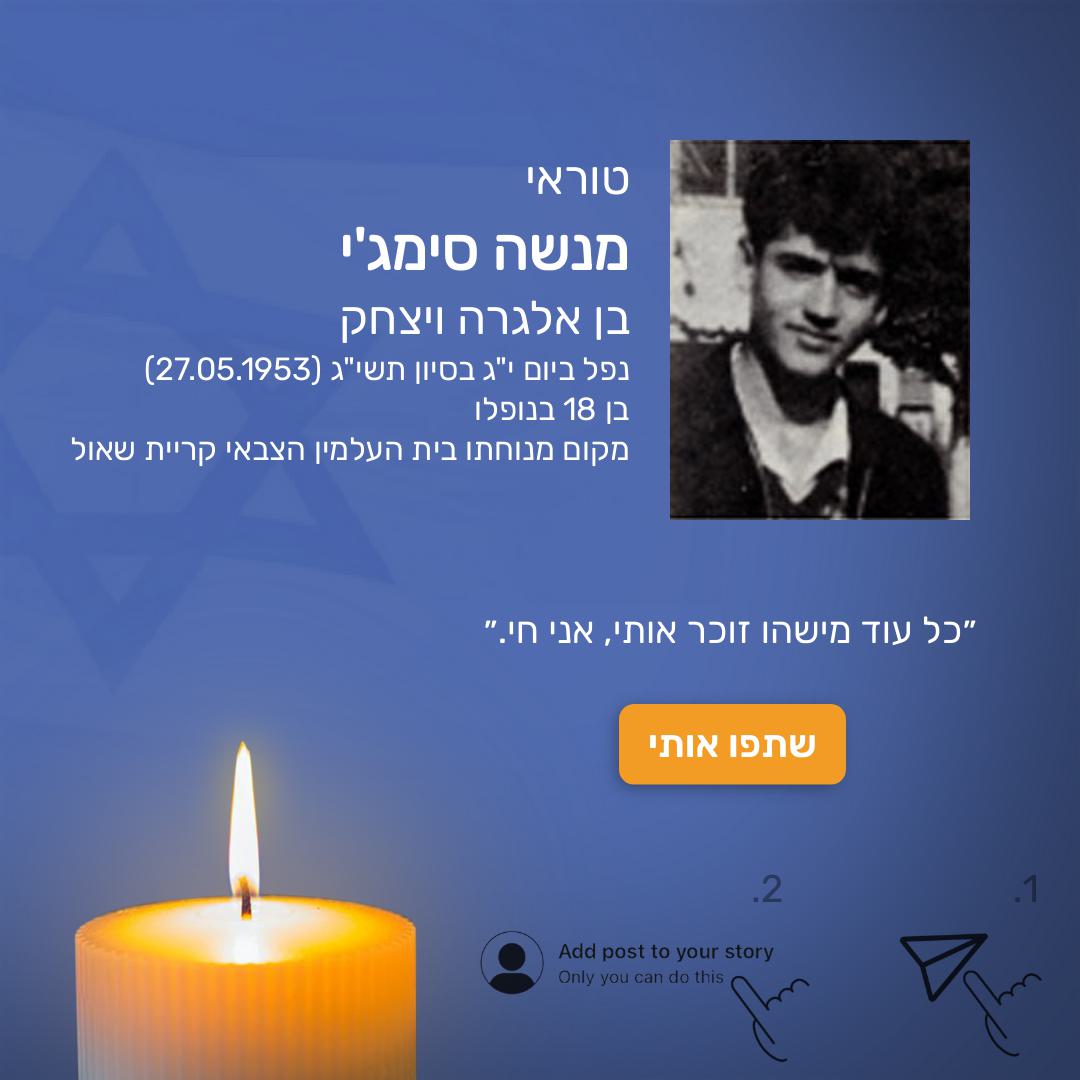 טוראי
מנשה סימג'י
בן אלגרה ויצחק
נפל ביום י"ג בסיון תשי"ג (27.05.1953)
בן 18 בנופלו
מקום מנוחתו בית העלמין הצבאי קריית שאול
״כל עוד מישהו זוכר אותי, אני חי.״
שתפו אותי
1.
2.
Add post to your story
Only you can do this